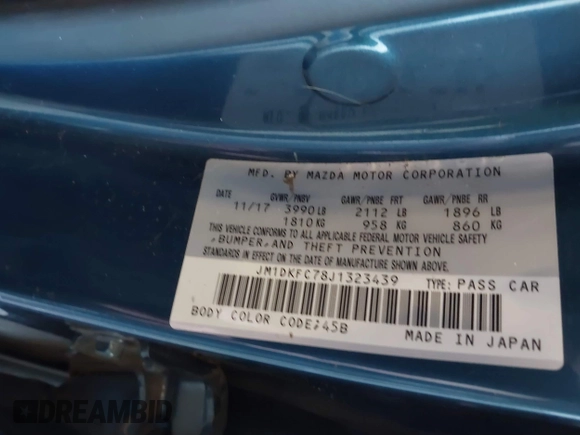 MFD. BY MAZDA MOTOR CORPORATION
DATE GVWR/PNBV GAWR/PNBE FRT GAWR/PNBE RR
11/17 3990 LB 2112 LB 1896 LB
1810 KG 958 KG 860 KG
THIS VEHICLE CONFORMS TO ALL APPLICABLE FEDERAL MOTOR VEHICLE SAFETY
,BUMPER,AND THEFT PREVENTION
STANDARDS IN EFFECT ON THE DATE OF MANUFACTURE SHOWN ABOVE.
JM1DKFC78J1323439 TYPE: PASS CAR
BODY COLOR CODE:45B MADE IN JAPAN
DREAMBID